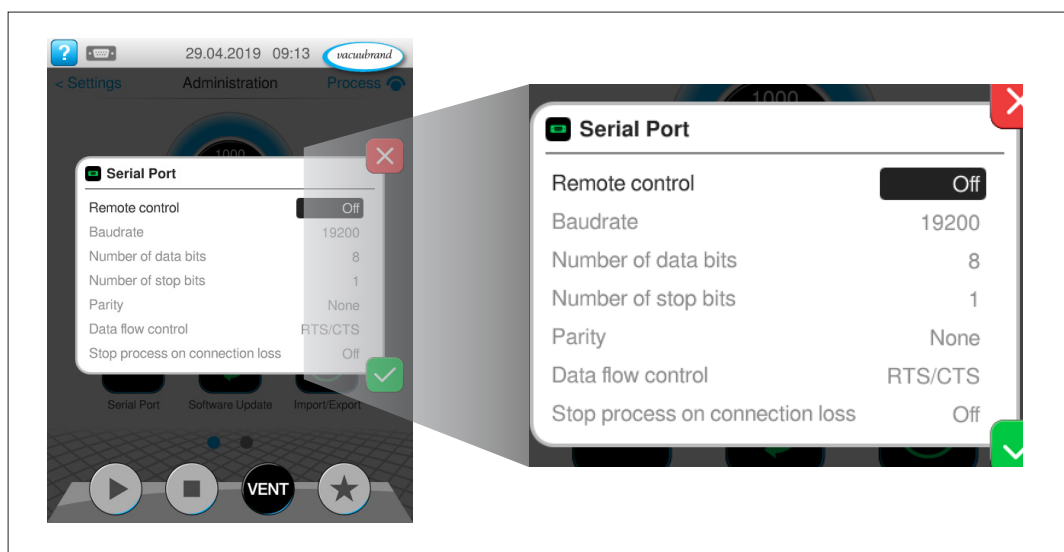 ? 29.04.2019 09:13 vacuubrand
< Settings Administration Process
1000
Serial Port
Remote control Off
Baudrate 19200
Number of data bits 8
Number of stop bits 1
Parity None
Data flow control RTS/CTS
Stop process on connection loss Off
Serial Port Software Update Import/Export
VENT
1000
Serial Port
Remote control Off
Baudrate 19200
Number of data bits 8
Number of stop bits 1
Parity None
Data flow control RTS/CTS
Stop process on connection loss Off